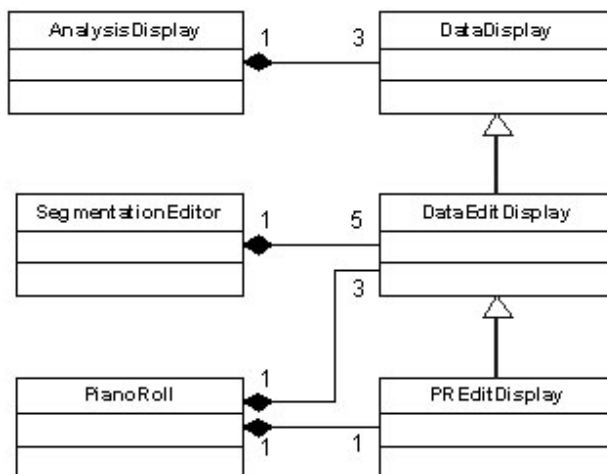 AnalysisDisplay 1 3 DataDisplay
SegmentationEditor 1 5 DataEditDisplay
3
PianoRoll 1 PREditDisplay
1 1